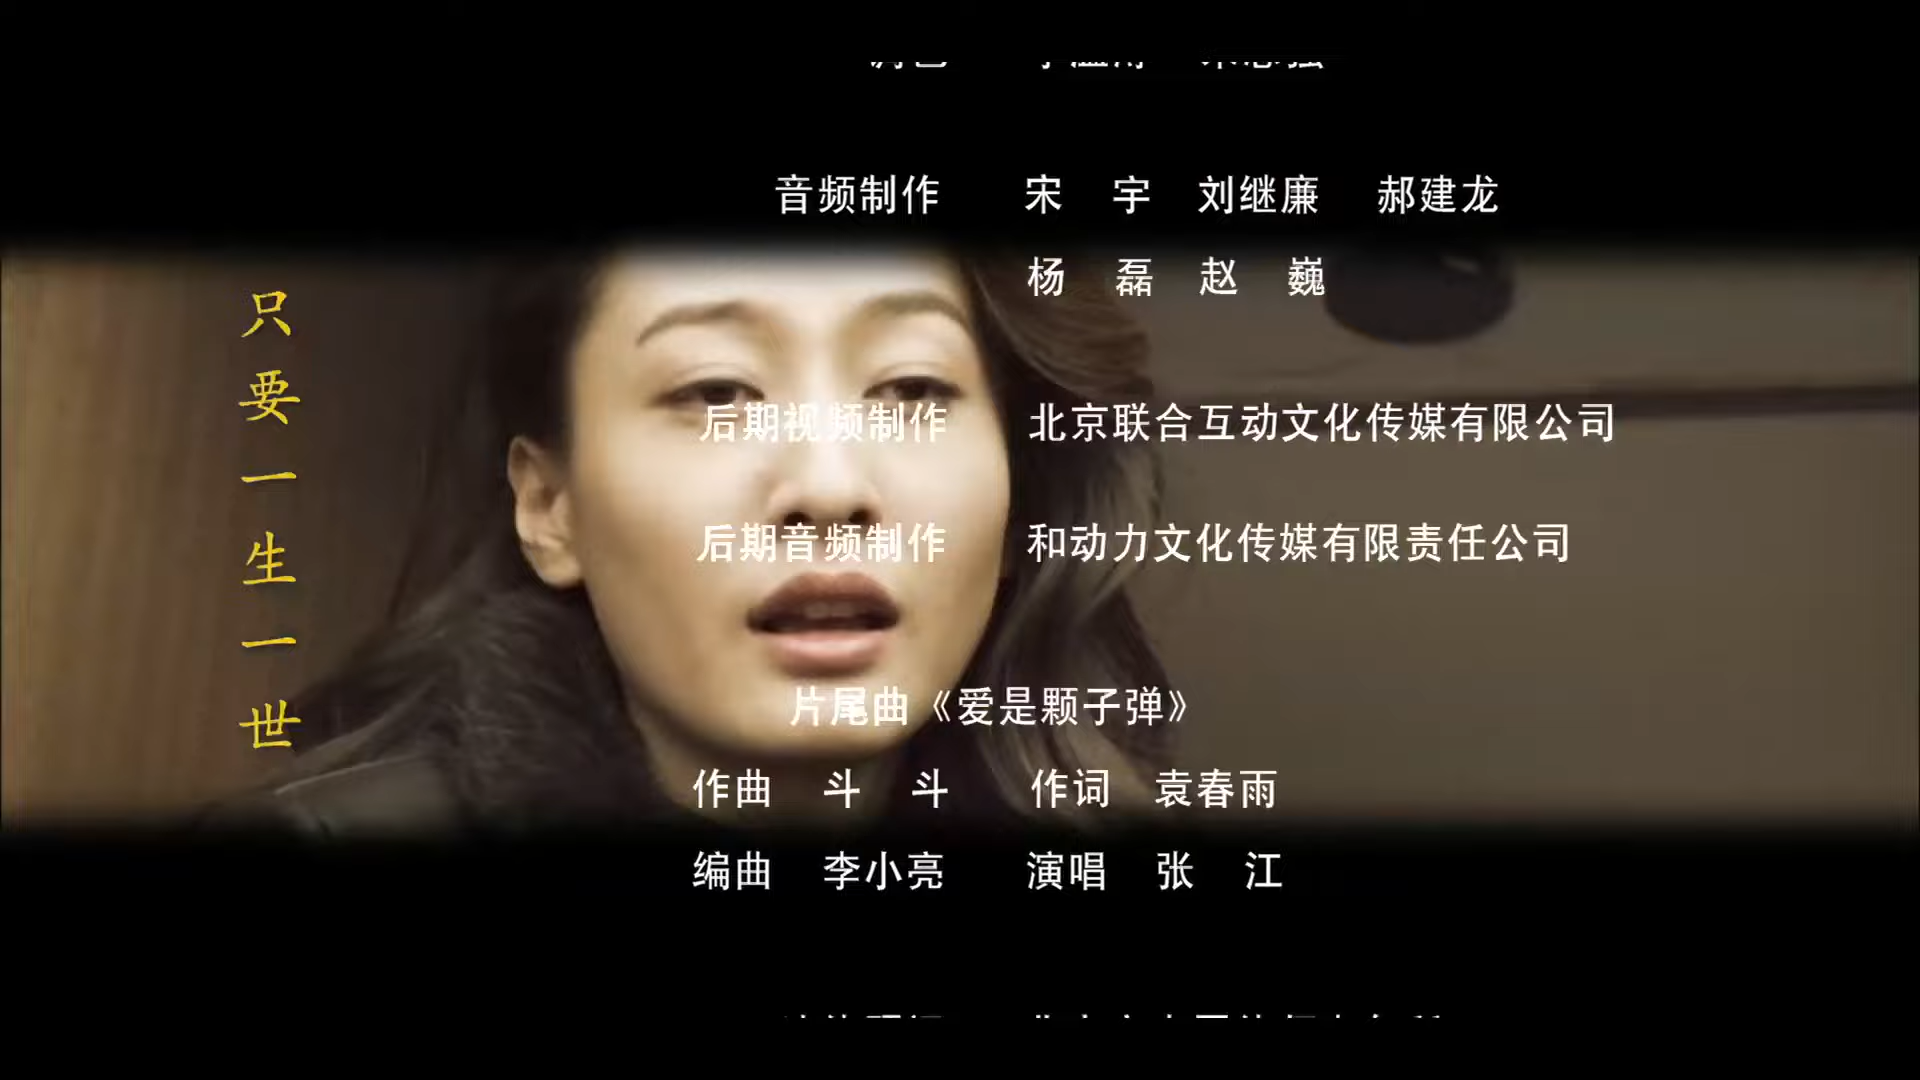 音频制作 宋 宇 刘继廉 郝建龙
杨 磊 赵 巍
后期视频制作 北京联合互动文化传媒有限公司
后期音频制作 和动力文化传媒有限责任公司
片尾曲《爱是颗子弹》
作曲 斗 斗 作词 袁春雨
编曲 李小亮 演唱 张 江
只要一生一世